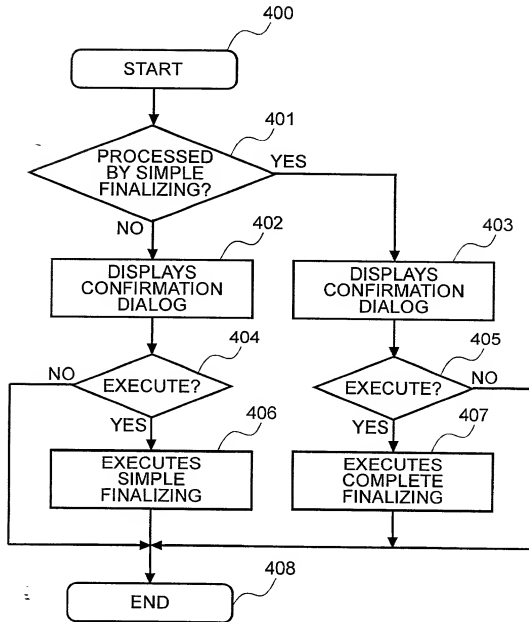 400
START
401
PROCESSED
BY SIMPLE
FINALIZING?
YES
NO
402
403
DISPLAYS
CONFIRMATION
DIALOG
DISPLAYS
CONFIRMATION
DIALOG
404
405
NO
EXECUTE?
EXECUTE?
NO
YES
406
YES
407
EXECUTES
SIMPLE
FINALIZING
EXECUTES
COMPLETE
FINALIZING
408
END